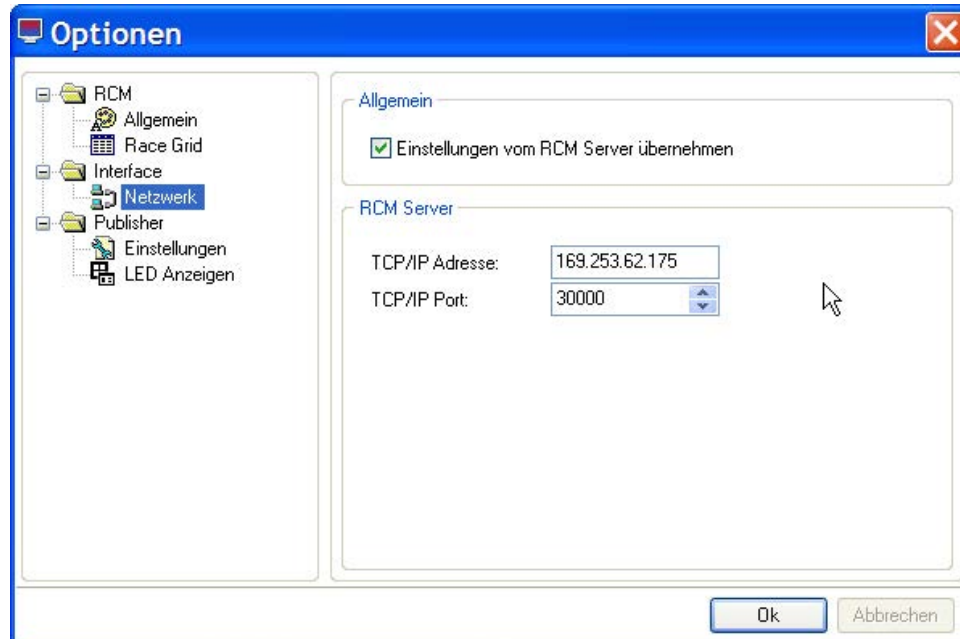 Optionen
RCM
Allgemein
Race Grid
Interface
Netzwerk
Publisher
Einstellungen
LED Anzeigen
Allgemein
Einstellungen vom RCM Server übernehmen
RCM Server
TCP/IP Adresse: 169.253.62.175
TCP/IP Port: 30000
Ok Abbrechen